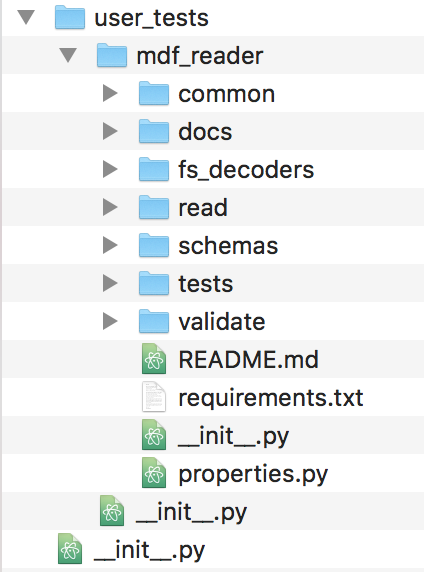 user_tests
mdf_reader
common
docs
fs_decoders
read
schemas
tests
validate
README.md
requirements.txt
__init__.py
properties.py
__init__.py
__init__.py